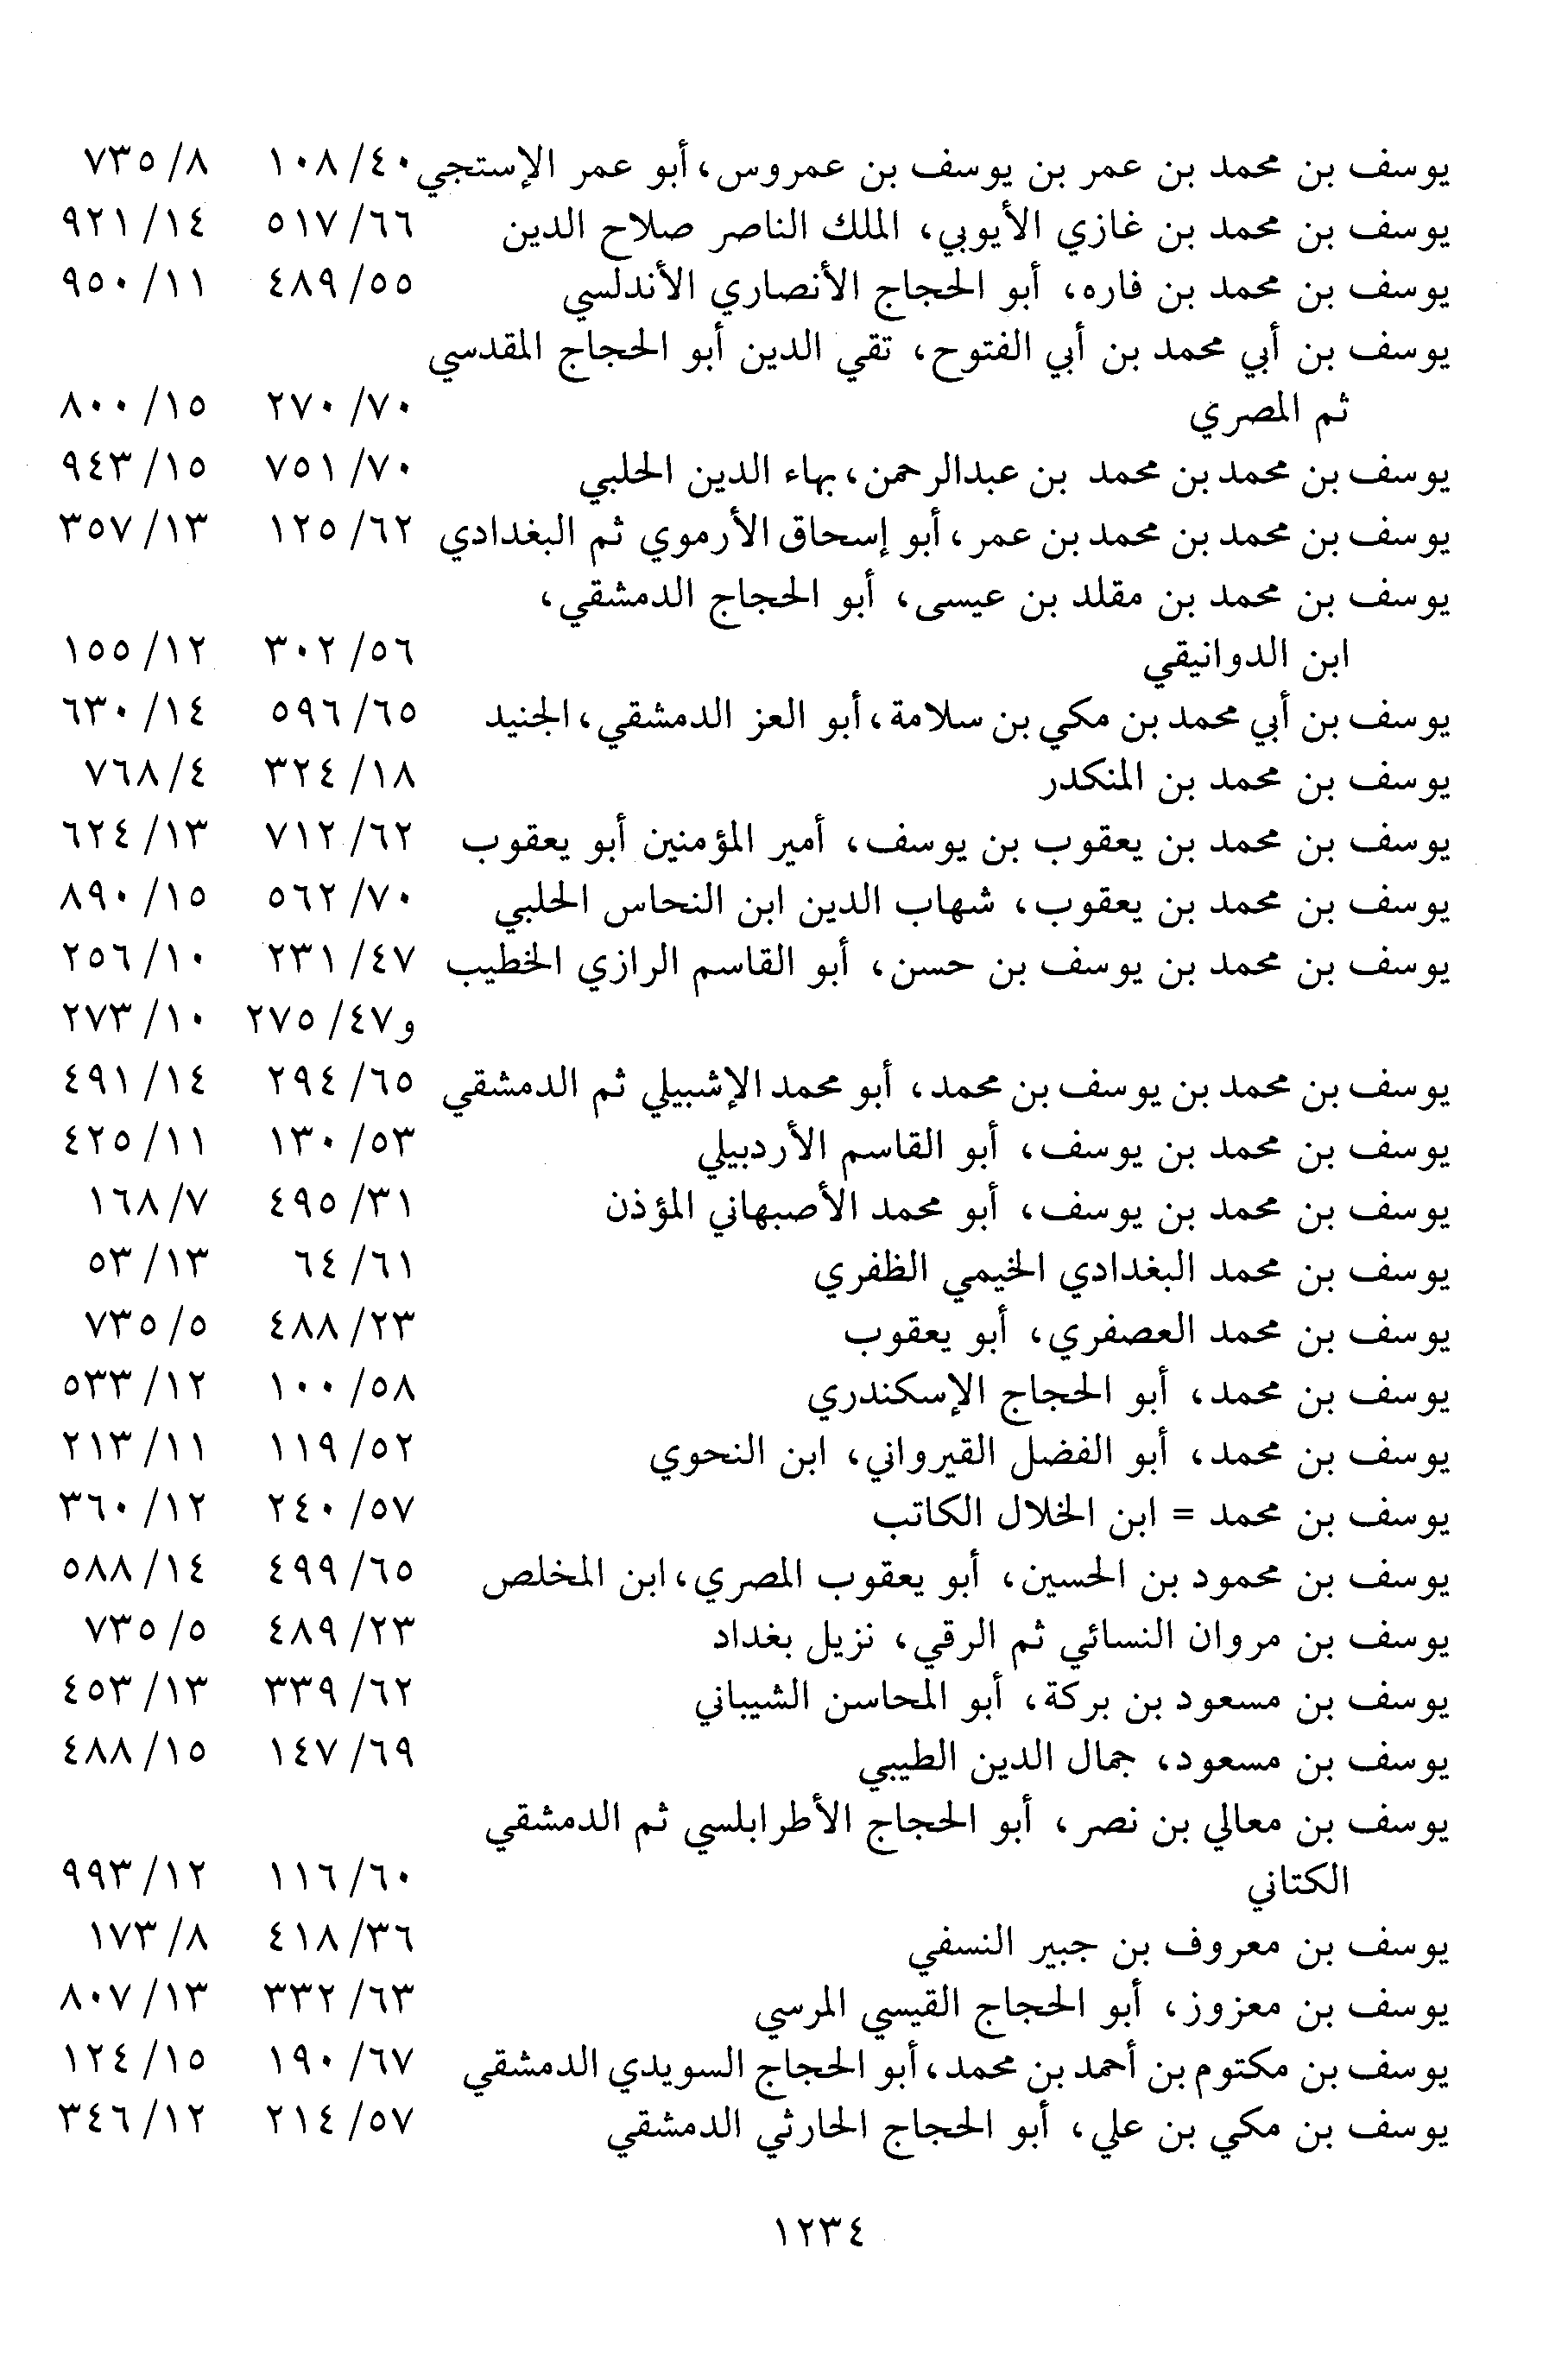 يوسف بن محمد بن عمر بن يوسف بن عمروس، أبو عمر الإستجي ٤٠/ ١٠٨ ٨/ ٧٣٥
يوسف بن محمد بن غازي الأيوبي، الملك الناصر صلاح الدين ٦٦/ ٥١٧ ١٤/ ٩٢١
يوسف بن محمد بن فاره، أبو الحجاج الأنصاري الأندلسي ٥٥/ ٤٨٩ ١١/ ٩٥٠
يوسف بن أبي محمد بن أبي الفتوح، تقي الدين أبو الحجاج المقدسي
ثم المصري ٧٠/ ٢٧٠ ١٥/ ٨٠٠
يوسف بن محمد بن محمد بن عبدالرحمن، بهاء الدين الحلبي ٧٠/ ٧٥١ ١٥/ ٩٤٣
يوسف بن محمد بن محمد بن عمر، أبو إسحاق الأرموي ثم البغدادي ٦٢/ ١٢٥ ١٣/ ٣٥٧
يوسف بن محمد بن مقلد بن عيسى، أبو الحجاج الدمشقي،
ابن الدوانيقي ٥٦/ ٣٠٢ ١٢/ ١٥٥
يوسف بن أبي محمد بن مكي بن سلامة، أبو العز الدمشقي، الجنيد ٦٥/ ٥٩٦ ١٤/ ٦٣٠
يوسف بن محمد بن المنكدر ١٨/ ٣٢٤ ٤/ ٧٦٨
يوسف بن محمد بن يعقوب بن يوسف، أمير المؤمنين أبو يعقوب ٦٢/ ٧١٢ ١٣/ ٦٢٤
يوسف بن محمد بن يعقوب، شهاب الدين ابن النحاس الحلبي ٧٠/ ٥٦٢ ١٥/ ٨٩٠
يوسف بن محمد بن يوسف بن حسن، أبو القاسم الرازي الخطيب ٤٧/ ٢٣١ ١٠/ ٢٥٦
و٤٧/ ٢٧٥ ١٠/ ٢٧٣
يوسف بن محمد بن يوسف بن محمد، أبو محمد الإشبيلي ثم الدمشقي ٦٥/ ٢٩٤ ١٤/ ٤٩١
يوسف بن محمد بن يوسف، أبو القاسم الأردبيلي ٥٣/ ١٣٠ ١١/ ٤٢٥
يوسف بن محمد بن يوسف، أبو محمد الأصبهاني المؤذن ٣١/ ٤٩٥ ٧/ ١٦٨
يوسف بن محمد البغدادي الخيمي الظفري ٦١/ ٦٤ ١٣/ ٥٣
يوسف بن محمد العصفري، أبو يعقوب ٢٣/ ٤٨٨ ٥/ ٧٣٥
يوسف بن محمد، أبو الحجاج الإسكندري ٥٨/ ١٠٠ ١٢/ ٥٣٣
يوسف بن محمد، أبو الفضل القيرواني، ابن النحوي ٥٢/ ١١٩ ١١/ ٢١٣
يوسف بن محمد = ابن الخلال الكاتب ٥٧/ ٢٤٠ ١٢/ ٣٦٠
يوسف بن محمود بن الحسين، أبو يعقوب المصري، ابن المخلص ٦٥/ ٤٩٩ ١٤/ ٥٨٨
يوسف بن مروان النسائي ثم الرقي، نزيل بغداد ٢٣/ ٤٨٩ ٥/ ٧٣٥
يوسف بن مسعود بن بركة، أبو المحاسن الشيباني ٦٢/ ٣٣٩ ١٣/ ٤٥٣
يوسف بن مسعود، جمال الدين الطيبي ٦٩/ ١٤٧ ١٥/ ٤٨٨
يوسف بن معالي بن نصر، أبو الحجاج الأطرابلسي ثم الدمشقي
الكتاني ٦٠/ ١١٦ ١٢/ ٩٩٣
يوسف بن معروف بن جبير النسفي ٣٦/ ٤١٨ ٨/ ١٧٣
يوسف بن معزوز، أبو الحجاج القيسي المرسي ٦٣/ ٣٣٢ ١٣/ ٨٠٧
يوسف بن مكتوم بن أحمد بن محمد، أبو الحجاج السويدي الدمشقي ٦٧/ ١٩٠ ١٥/ ١٢٤
يوسف بن مكي بن علي، أبو الحجاج الحارثي الدمشقي ٥٧/ ٢١٤ ١٢/ ٣٤٦
١٢٣٤